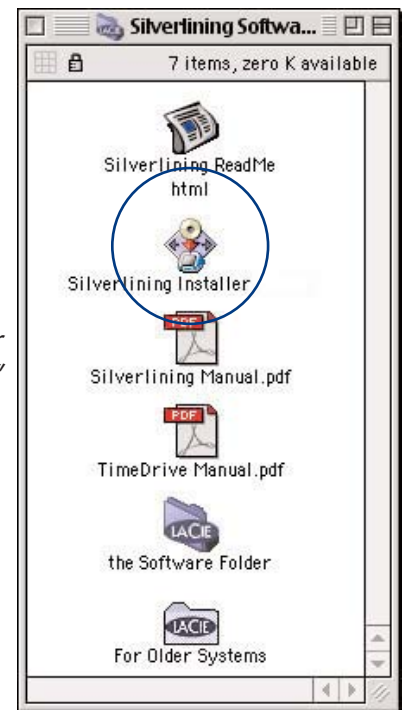 Silverlining Softwa...
7 items, zero K available
Silverlining ReadMe
html
Silverlining Installer
PDF
Silverlining Manual.pdf
PDF
TimeDrive Manual.pdf
LACIE
the Software Folder
LACIE
For Older Systems